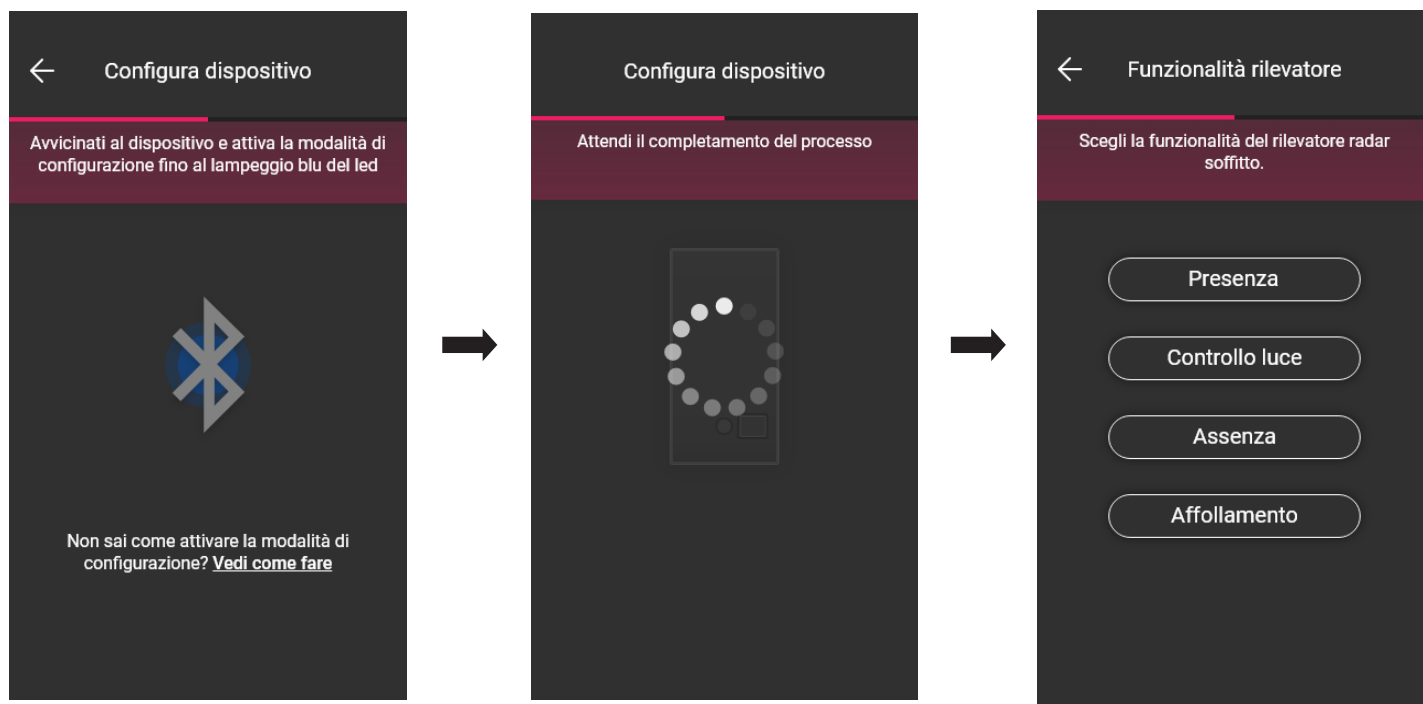 Configura dispositivo
Avvicinati al dispositivo e attiva la modalità di
configurazione fino al lampeggio blu del led
Non sai come attivare la modalità di
configurazione? Vedi come fare
Configura dispositivo
Attendi il completamento del processo
Funzionalità rilevatore
Scegli la funzionalità del rilevatore radar
soffitto.
Presenza
Controllo luce
Assenza
Affollamento